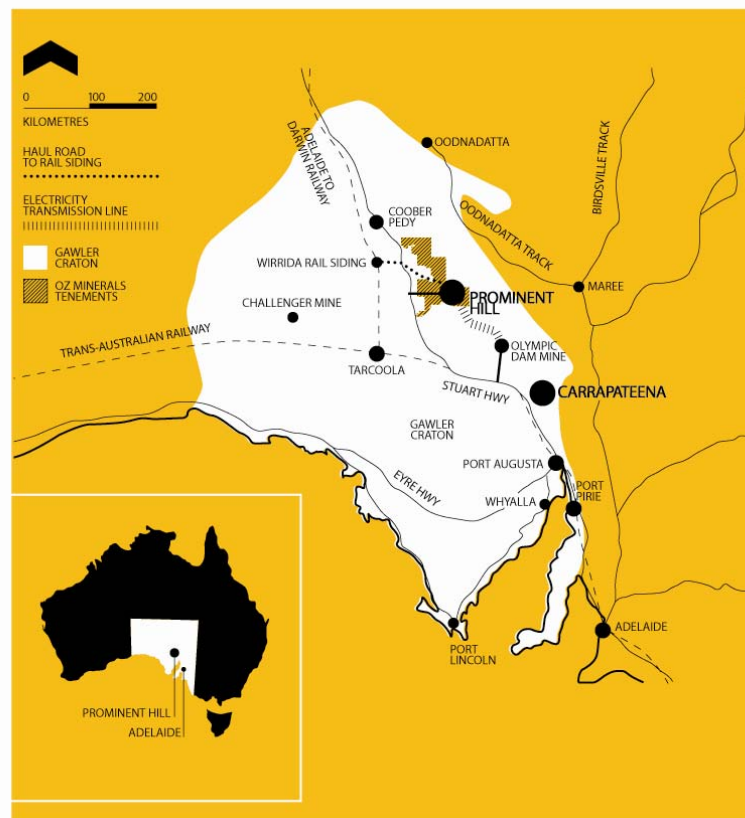 0 100 200
KILOMETRES
HAUL ROAD
TO RAIL SIDING
ELECTRICITY
TRANSMISSION LINE
GAWLER
CRATON
OZ MINERALS
TENEMENTS
ADELAIDE TO
DARWIN RAILWAY
OODNADATTA
BIRDSVILLE TRACK
COOBER
PEDY
OODNADATTA TRACK
WIRRIDA RAIL SIDING
MAREE
PROMINENT
HILL
CHALLENGER MINE
TRANS-AUSTRALIAN RAILWAY
OLYMPIC
DAM MINE
TARCOOLA
STUART HWY
CARRAPATEENA
GAWLER
CRATON
PORT AUGUSTA
EYRE HWY
WHYALLA
PORT
PIRIE
PORT
LINCOLN
ADELAIDE
PROMINENT HILL
ADELAIDE